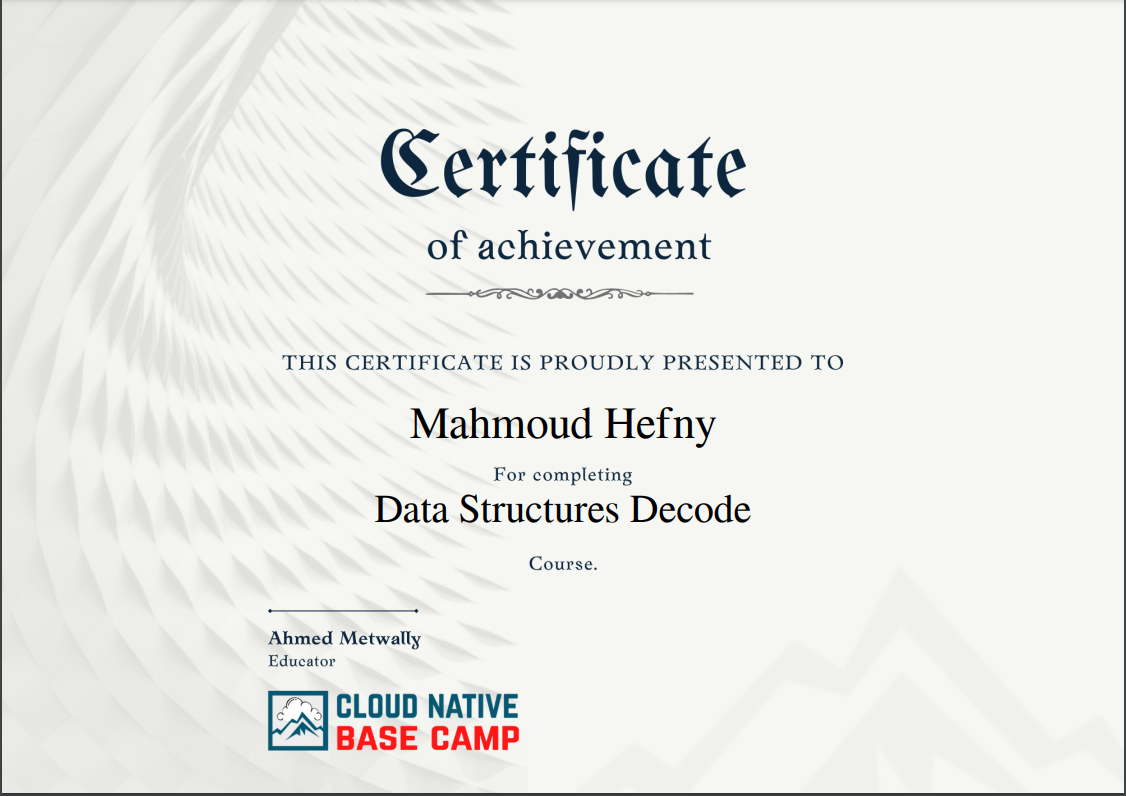 Certificate
of achievement
THIS CERTIFICATE IS PROUDLY PRESENTED TO
Mahmoud Hefny
For completing
Data Structures Decode
Course.
Ahmed Metwally
Educator
CLOUD NATIVE
BASE CAMP